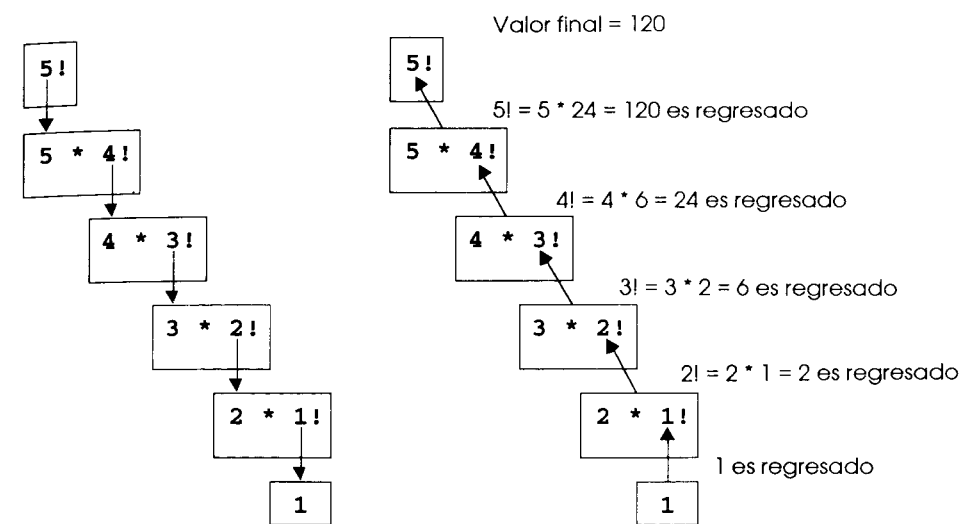 5!
5 * 4!
4 * 3!
3 * 2!
2 * 1!
1
Valor final = 120
5!
5! = 5 * 24 = 120 es regresado
5 * 4!
4! = 4 * 6 = 24 es regresado
4 * 3!
3! = 3 * 2 = 6 es regresado
3 * 2!
2! = 2 * 1 = 2 es regresado
2 * 1!
1 es regresado
1